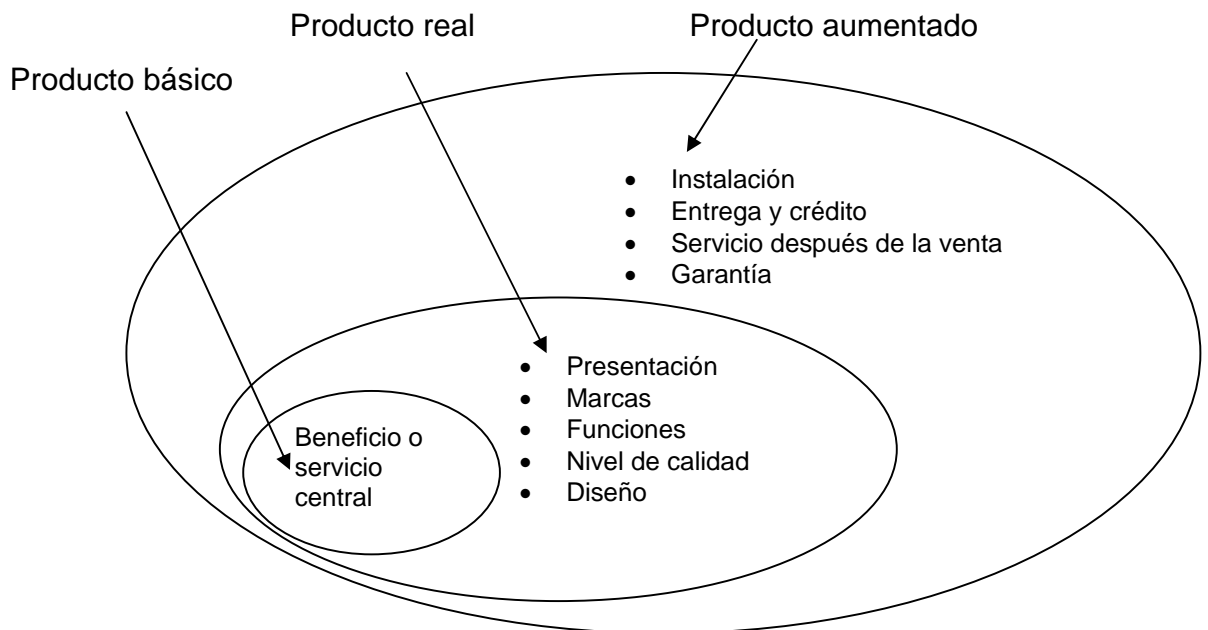 Producto real
Producto aumentado
Producto básico
• Instalación
• Entrega y crédito
• Servicio después de la venta
• Garantía
• Presentación
• Marcas
• Funciones
• Nivel de calidad
• Diseño
Beneficio o
servicio
central